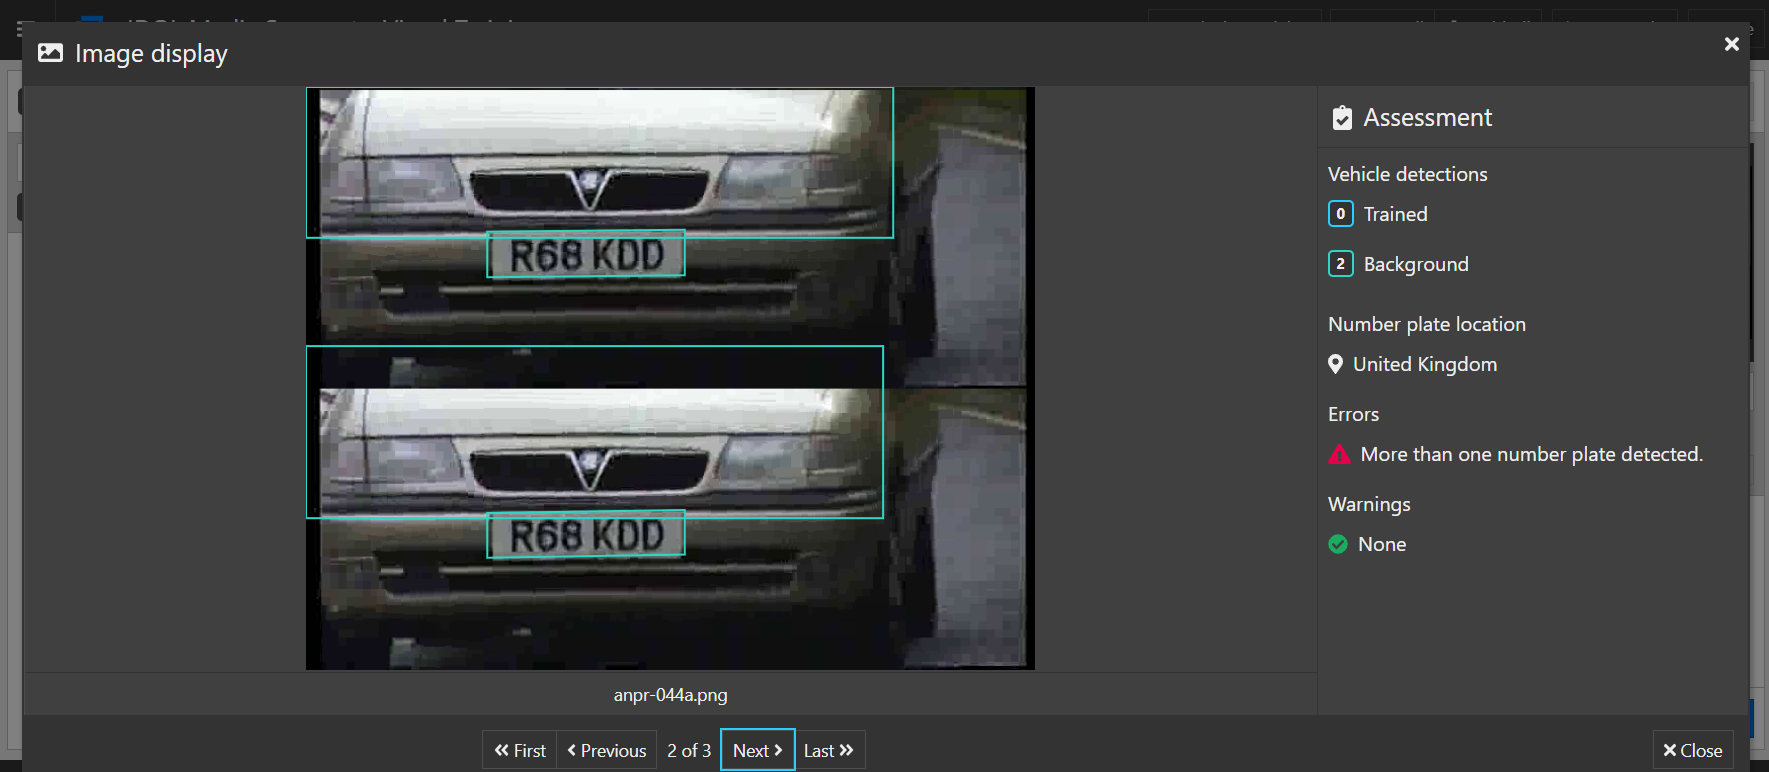 Image display
R68 KDD
R68 KDD
anpr-044a.png
Assessment
Vehicle detections
0 Trained
2 Background
Number plate location
United Kingdom
Errors
More than one number plate detected.
Warnings
None
First Previous 2 of 3 Next Last
Close